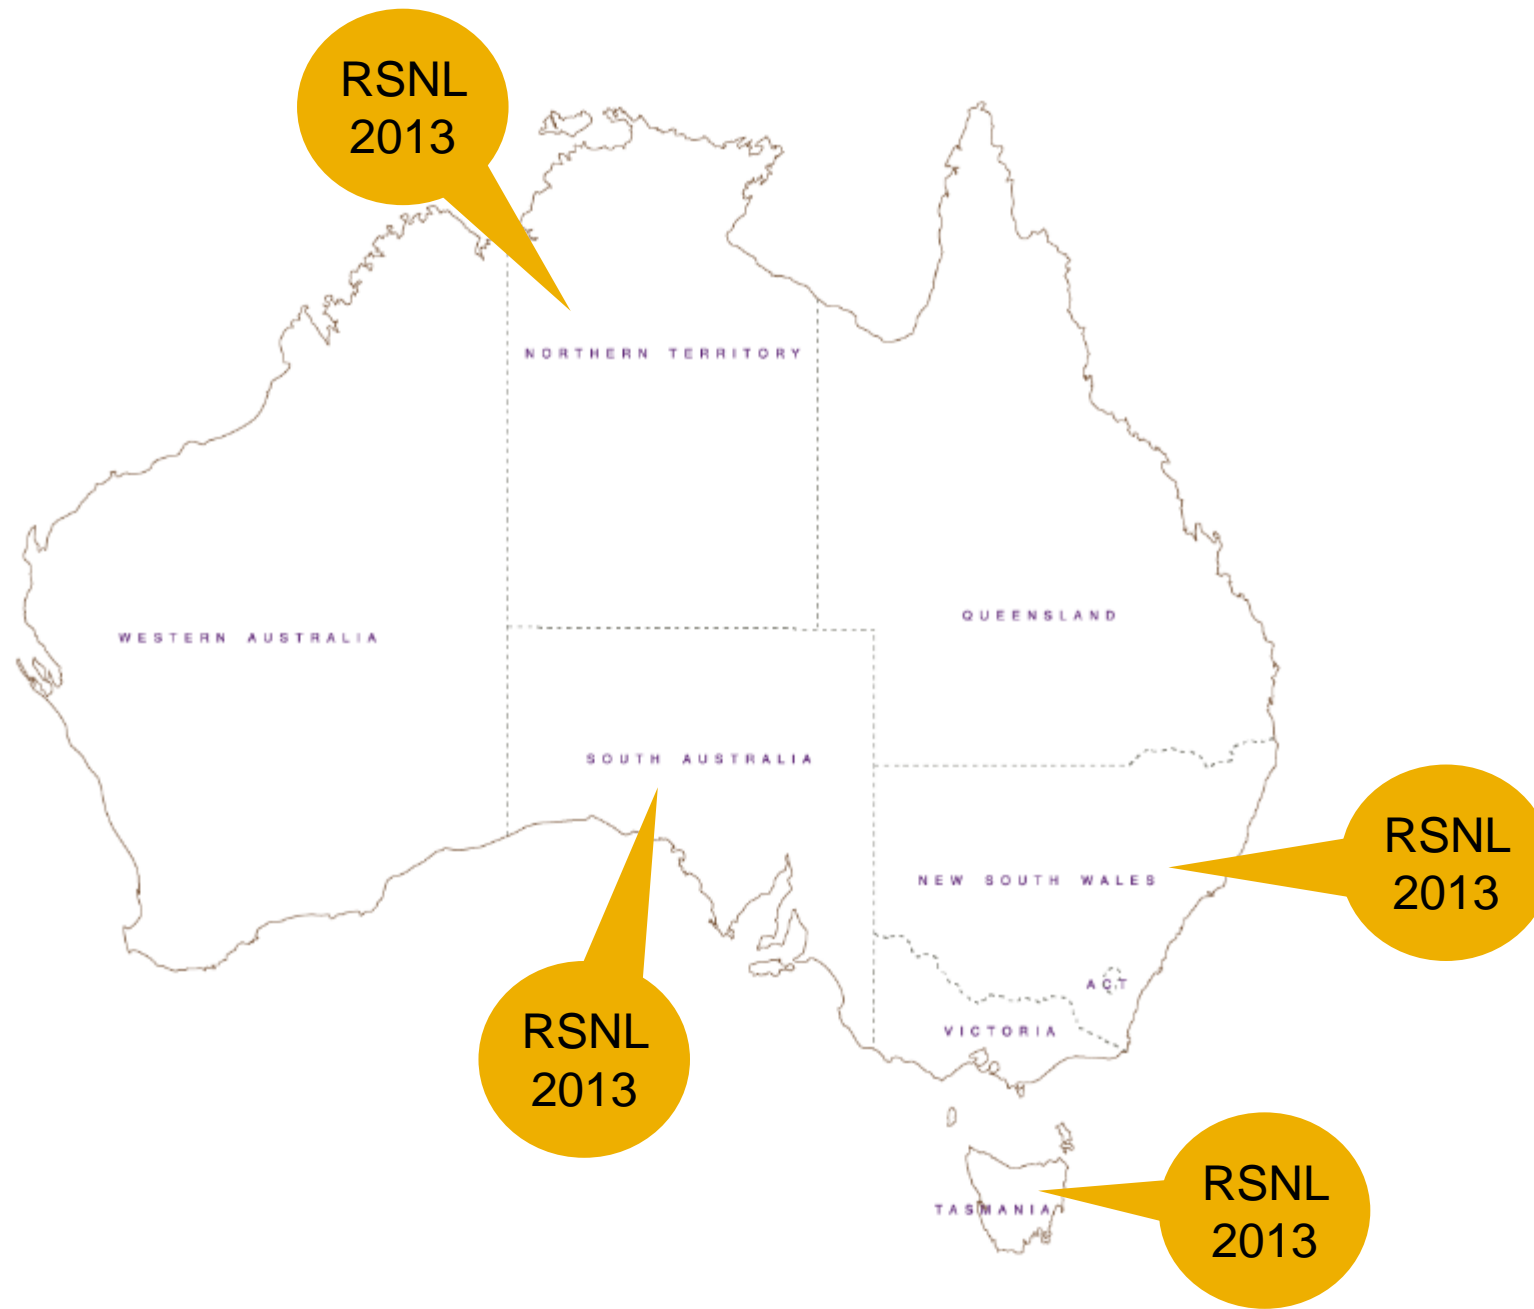 RSNL
2013
NORTHERN TERRITORY
QUEENSLAND
WESTERN AUSTRALIA
SOUTH AUSTRALIA
RSNL
2013
NEW SOUTH WALES
ACT
RSNL
2013
VICTORIA
RSNL
2013
TASMANIA